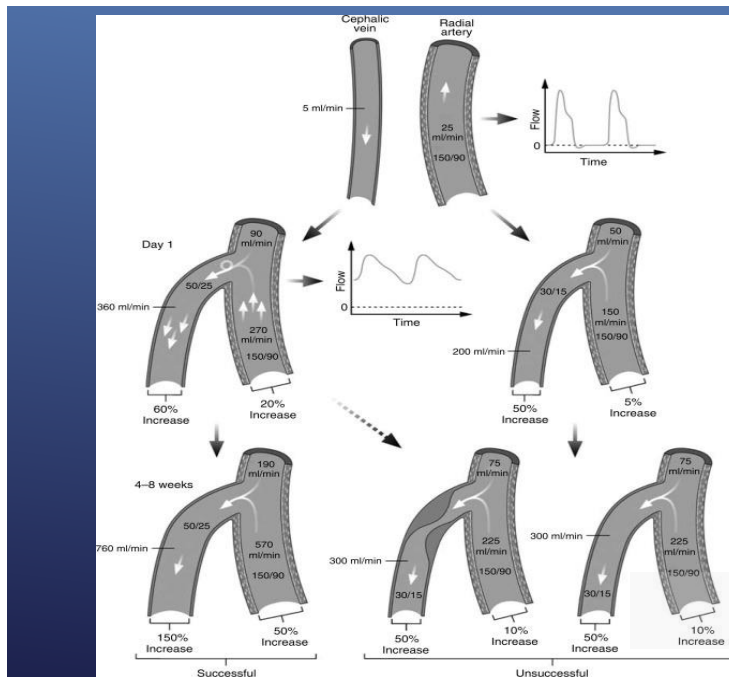 Cephalic
vein
Radial
artery
5 ml/min
25
ml/min
150/90
Flow
0
Time
Day 1
90
ml/min
50/25
360 ml/min
270
ml/min
150/90
60%
Increase
20%
Increase
Flow
0
Time
50
ml/min
30/15
150
ml/min
150/90
200 ml/min
50%
Increase
5%
Increase
4–8 weeks
190
ml/min
50/25
760 ml/min
570
ml/min
150/90
150%
Increase
50%
Increase
75
ml/min
225
ml/min
300 ml/min
150/90
30/15
50%
Increase
10%
Increase
75
ml/min
300 ml/min
225
ml/min
150/90
30/15
50%
Increase
10%
Increase
Successful
Unsuccessful